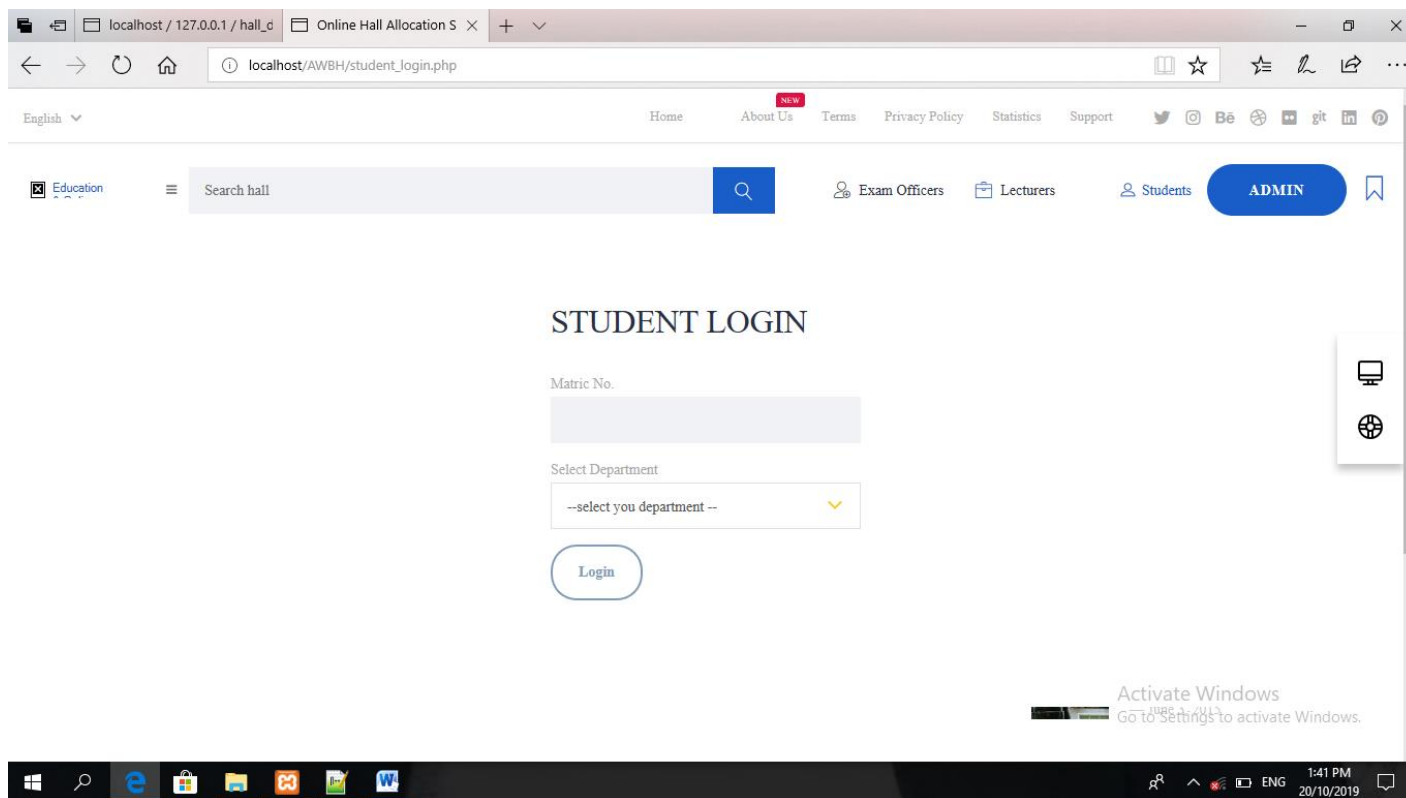 localhost / 127.0.0.1 / hall_d Online Hall Allocation S
localhost/AWBH/student_login.php
English Home About Us NEW Terms Privacy Policy Statistics Support Bē git in
Education Search hall Exam Officers Lecturers Students ADMIN
STUDENT LOGIN
Matric No.
Select Department
--select you department --
Login
Activate Windows
Go to Settings to activate Windows.
ENG 1:41 PM
20/10/2019